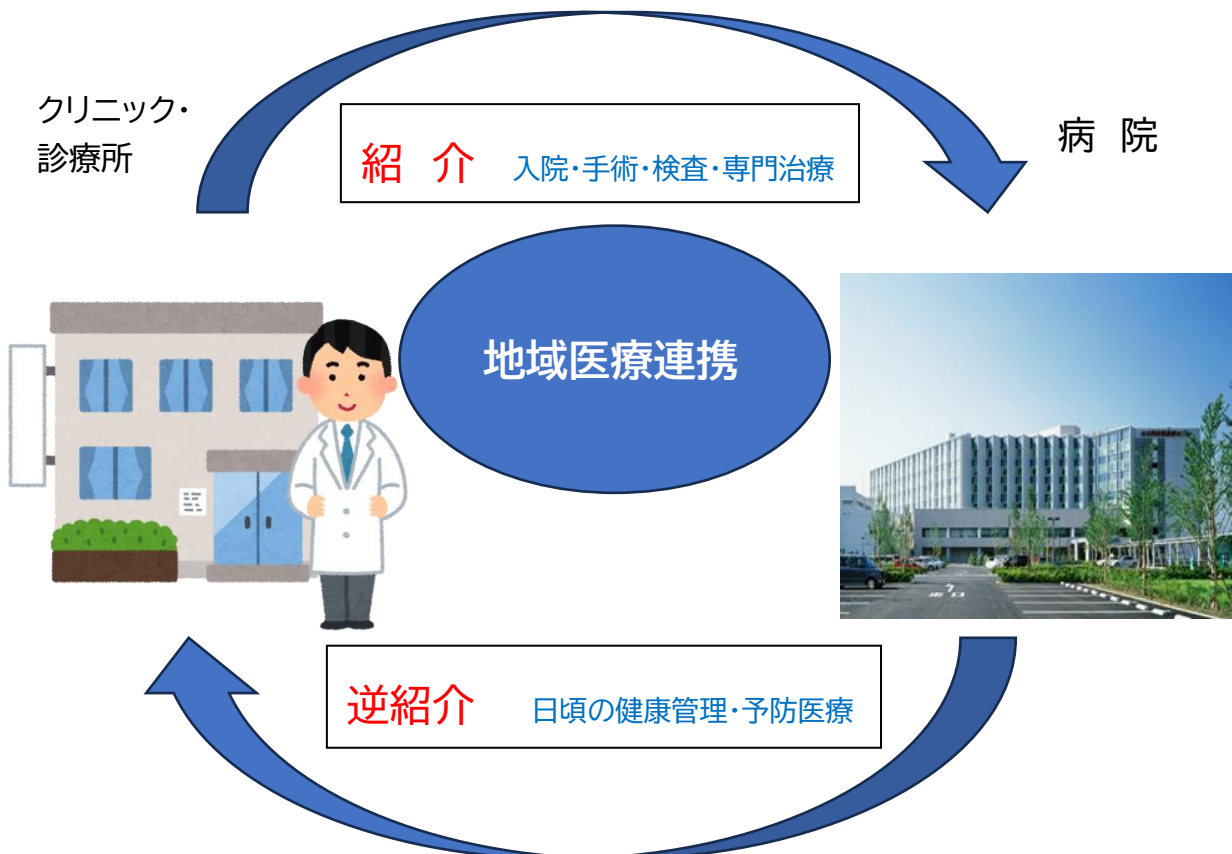 クリニック・
診療所
紹 介 入院・手術・検査・専門治療
病 院
地域医療連携
逆紹介 日頃の健康管理・予防医療